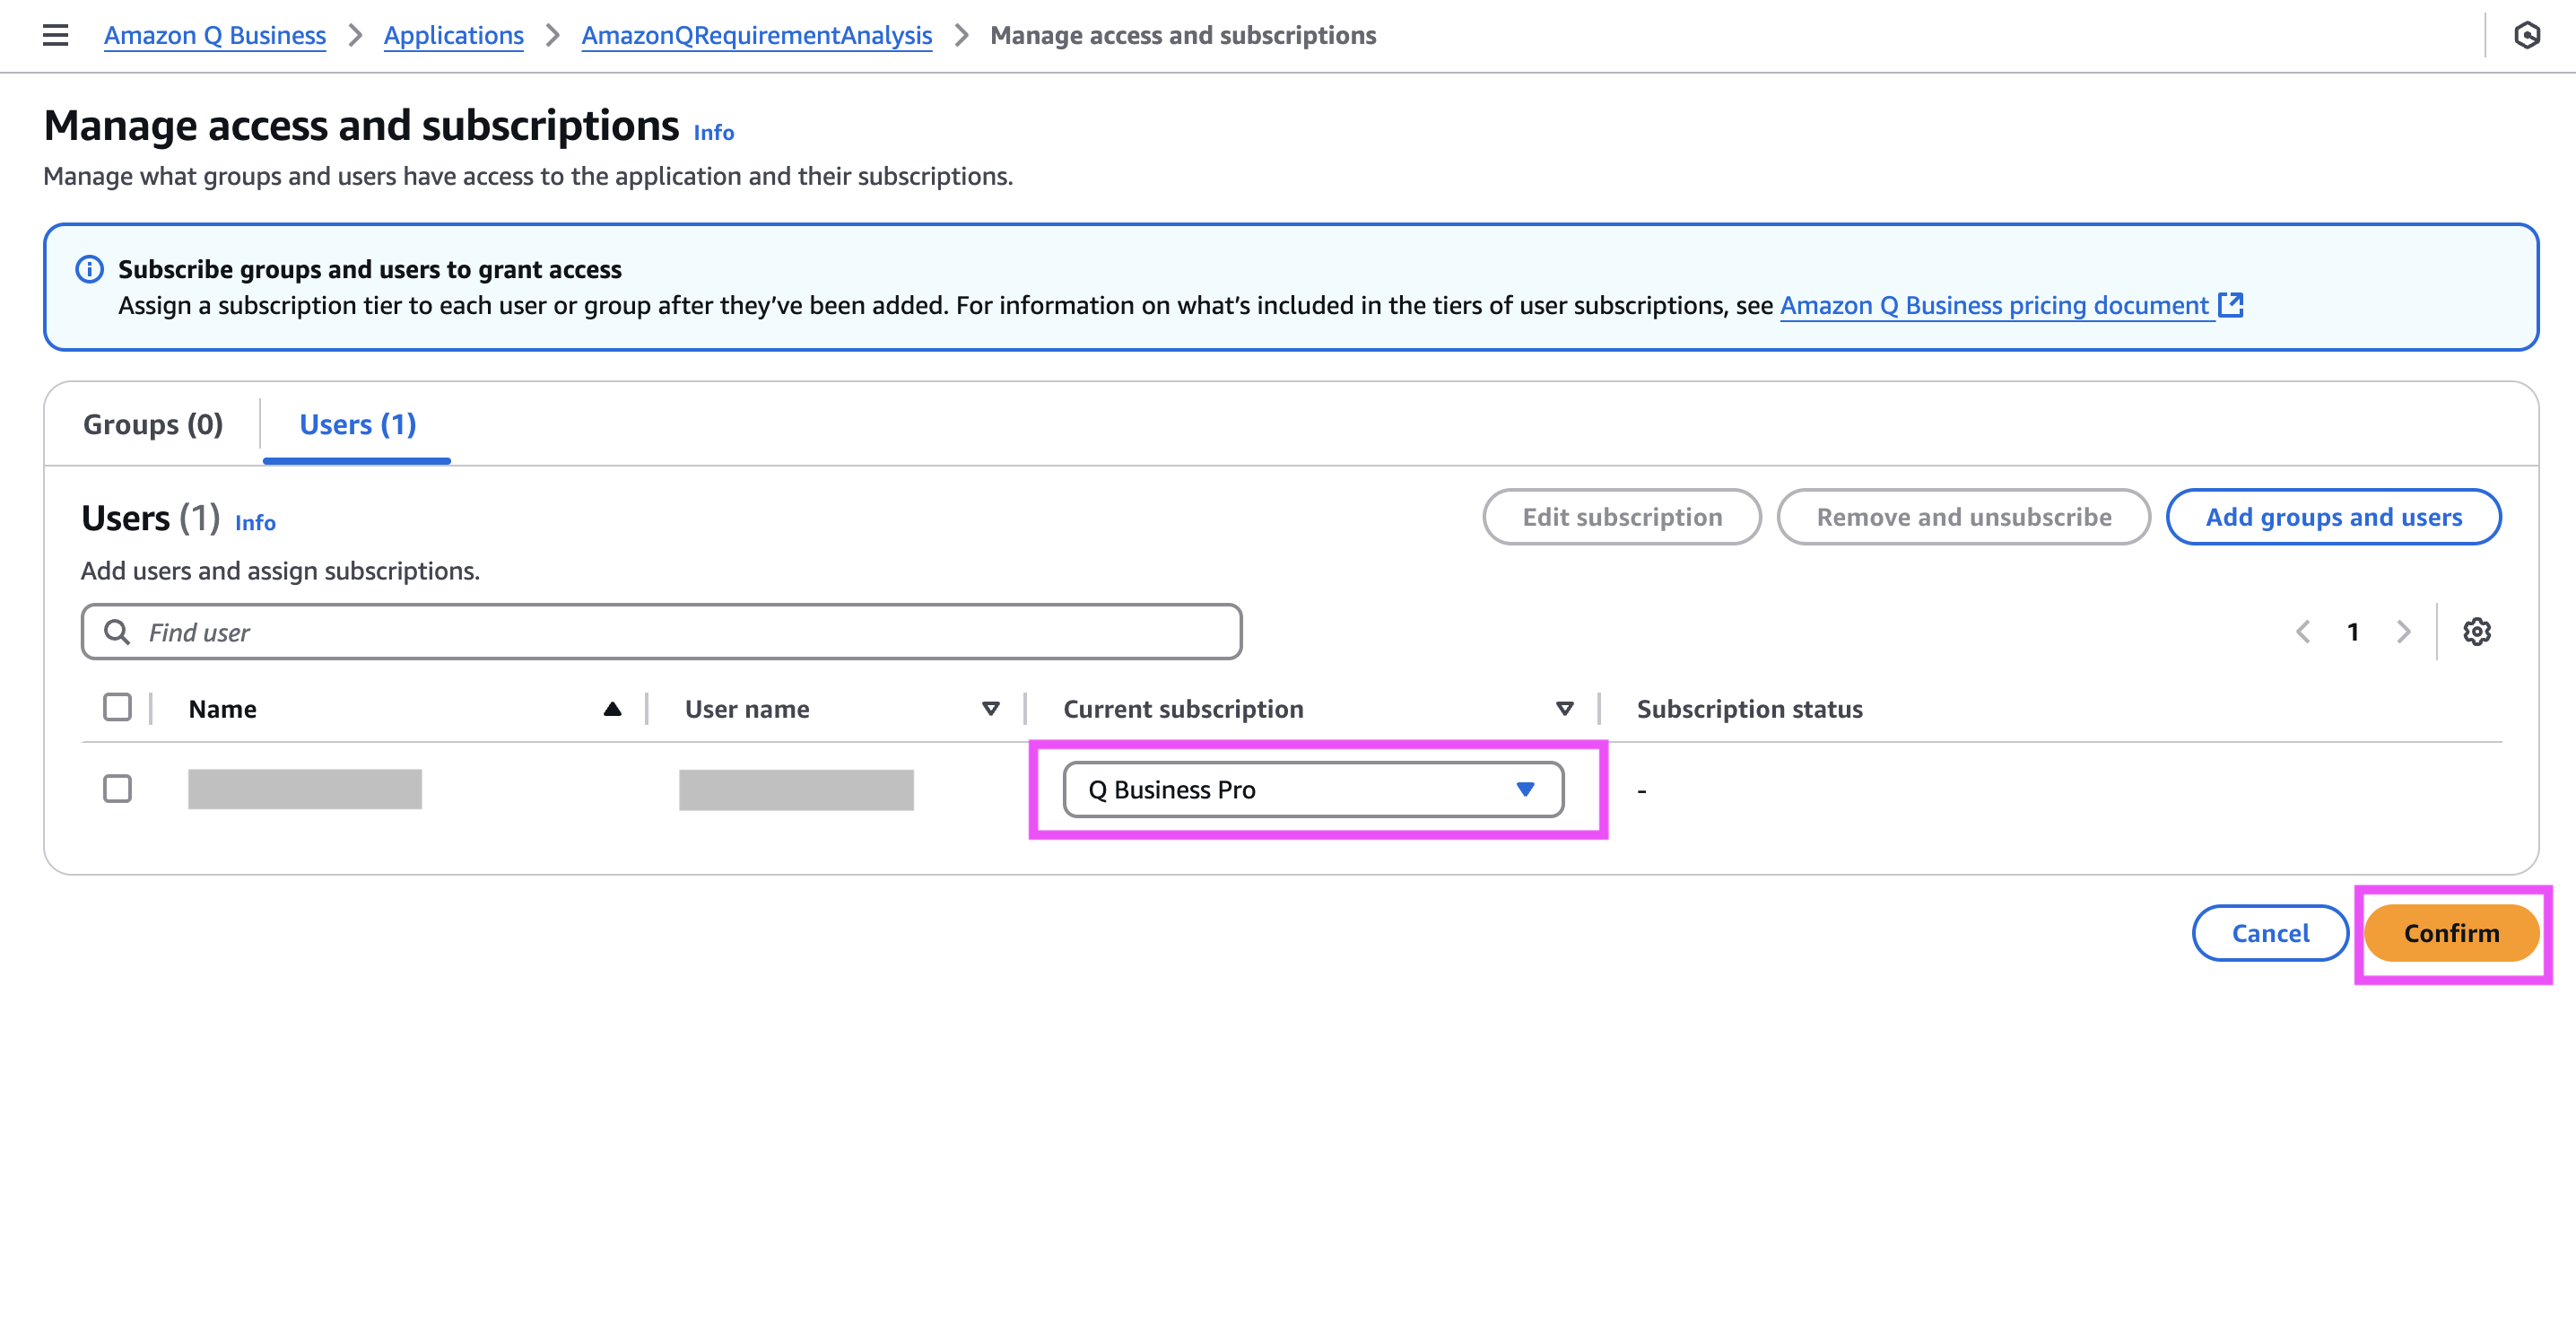 Amazon Q Business > Applications > AmazonQRequirementAnalysis > Manage access and subscriptions
Manage access and subscriptions Info
Manage what groups and users have access to the application and their subscriptions.
Subscribe groups and users to grant access
Assign a subscription tier to each user or group after they’ve been added. For information on what’s included in the tiers of user subscriptions, see Amazon Q Business pricing document
Groups (0) Users (1)
Users (1) Info Edit subscription Remove and unsubscribe Add groups and users
Add users and assign subscriptions.
Find user 1
Name User name Current subscription Subscription status
Q Business Pro -
Cancel Confirm